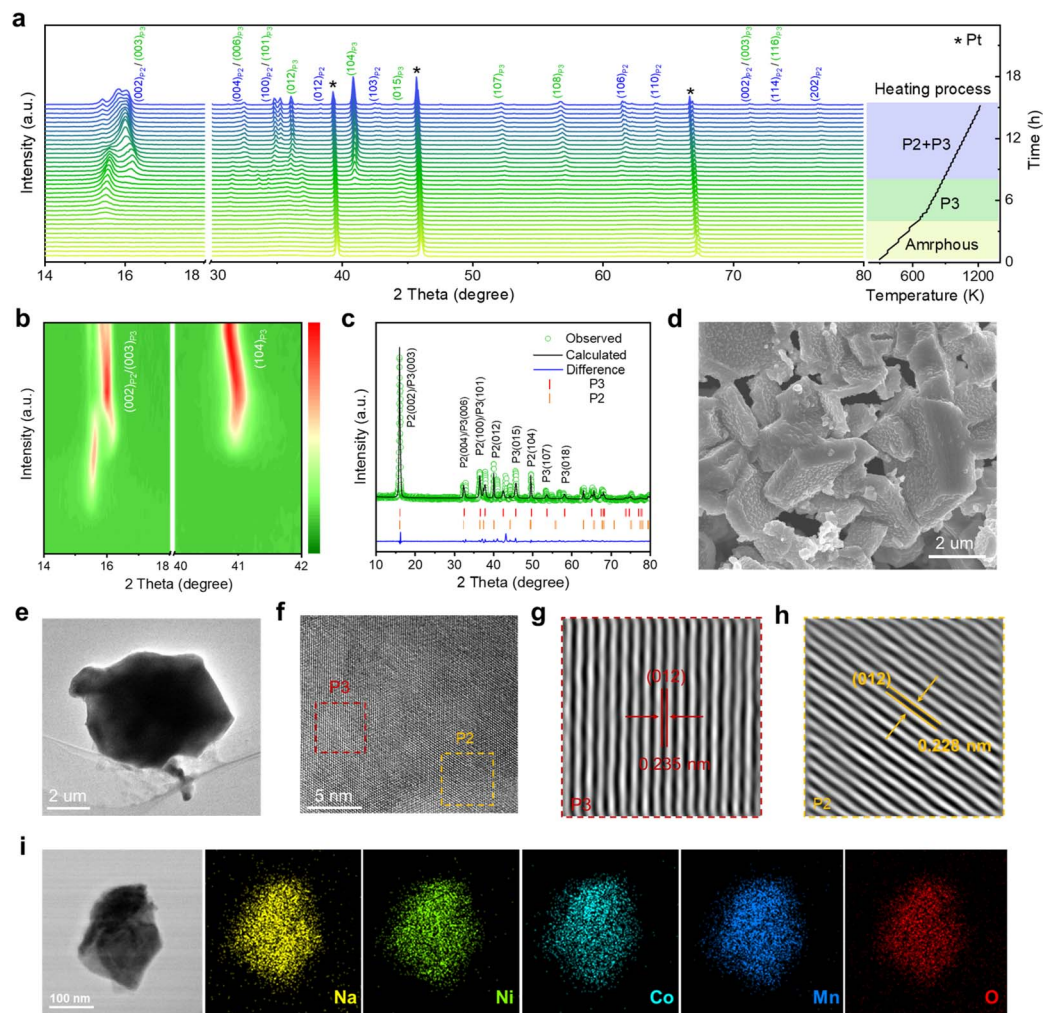 a
(002)P2/ (003)P3
(004)P2/ (006)P3
(100)P2/ (101)P3
(012)P3
(012)P2
(104)P3
(103)P2
(015)P3
(107)P3
(108)P3
(106)P2
(110)P2
(002)P2/ (003)P3
(114)P2/ (116)P3
(202)P2
* Pt
*
*
*
Intensity (a.u.)
14 16 18 30 40 50 60 70 80
2 Theta (degree)
Heating process
P2+P3
P3
Amrphous
600 1200
Temperature (K)
0 6 12 18
Time (h)
b
(002)P2/(003)P3
(104)P3
Intensity (a.u.)
14 16 18 40 41 42
2 Theta (degree)
c
Observed
Calculated
Difference
P3
P2
P2(002)/P3(003)
P2(004)/P3(006)
P2(100)/P3(101)
P2(012)
P3(015)
P2(104)
P3(107)
P3(018)
Intensity (a.u.)
10 20 30 40 50 60 70 80
2 Theta (degree)
d
2 um
e
2 um
f
P3
P2
5 nm
g
(012)
0.235 nm
P3
h
(012)
0.228 nm
P2
i
100 nm
Na
Ni
Co
Mn
O